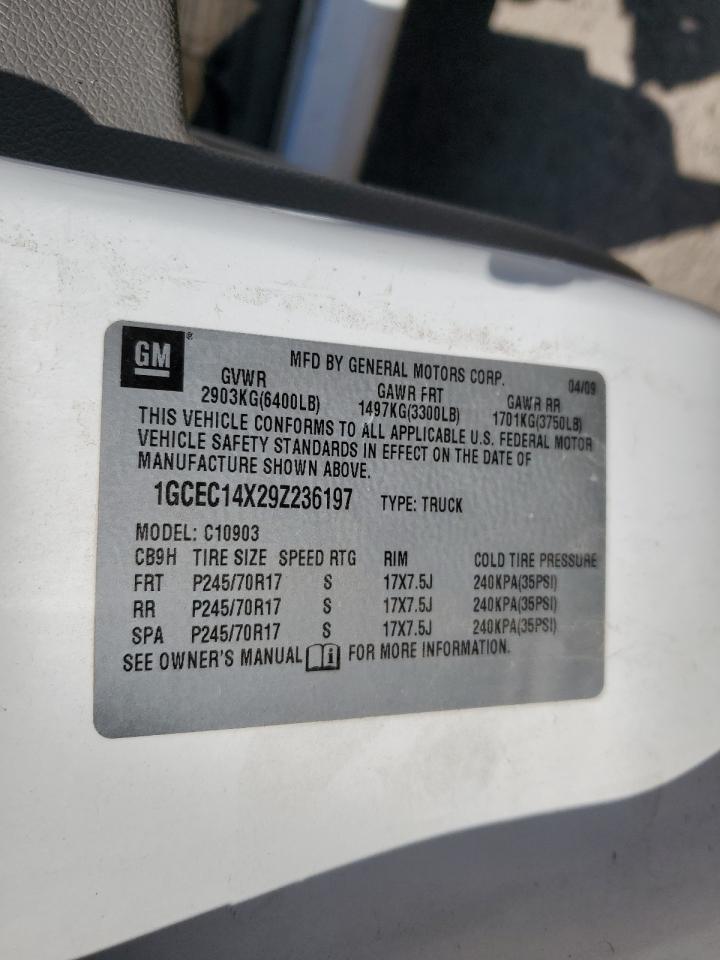 GM®
MFD BY GENERAL MOTORS CORP. 04/09
GVWR GAWR FRT GAWR RR
2903KG(6400LB) 1497KG(3300LB) 1701KG(3750LB)
THIS VEHICLE CONFORMS TO ALL APPLICABLE U.S. FEDERAL MOTOR
VEHICLE SAFETY STANDARDS IN EFFECT ON THE DATE OF
MANUFACTURE SHOWN ABOVE.
1GCEC14X29Z236197 TYPE: TRUCK
MODEL: C10903
CB9H TIRE SIZE SPEED RTG RIM COLD TIRE PRESSURE
FRT P245/70R17 S 17X7.5J 240KPA(35PSI)
RR P245/70R17 S 17X7.5J 240KPA(35PSI)
SPA P245/70R17 S 17X7.5J 240KPA(35PSI)
SEE OWNER'S MANUAL i FOR MORE INFORMATION.